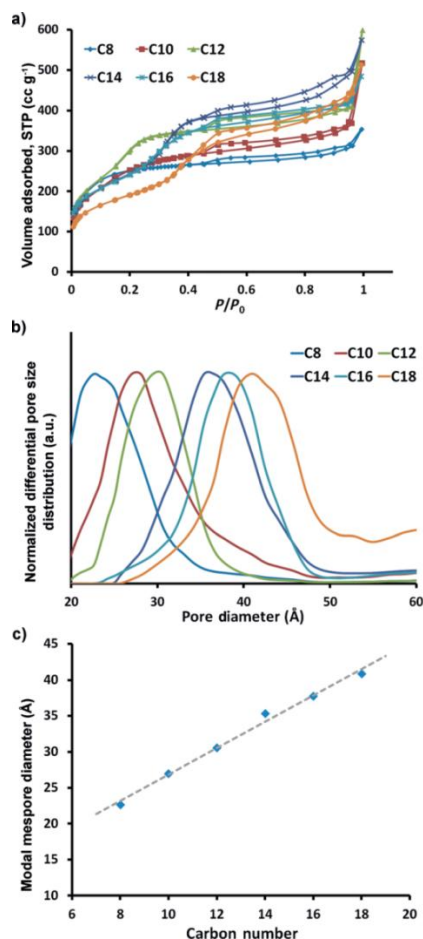 a)
600
500
400
300
200
100
0
Volume adsorbed, STP (cc g⁻¹)
C8 C10 C12
C14 C16 C18
0 0.2 0.4 0.6 0.8 1
P/P₀
b)
Normalized differential pore size
distribution (a.u.)
C8 C10 C12
C14 C16 C18
20 30 40 50 60
Pore diameter (Å)
c)
45
40
35
30
25
20
15
10
Modal mespore diameter (Å)
6 8 10 12 14 16 18 20
Carbon number